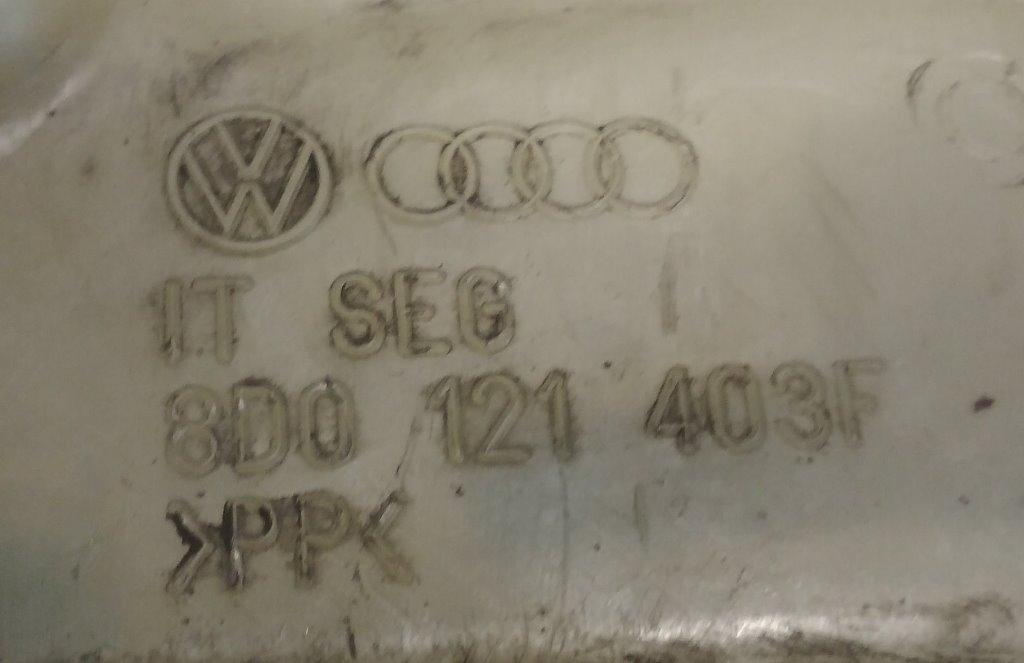 IT SEG
8D0 121 403F
>PP<